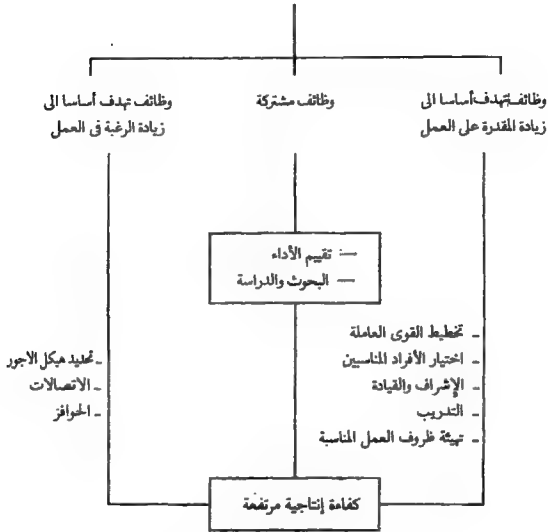 وظائف تهدف أساسا الى
زيادة المقدرة على العمل
وظائف مشتركة
وظائف تهدف أساسا الى
زيادة الرغبة فى العمل
— تقييم الأداء
— البحوث والدراسة
- تخطيط القوى العاملة
- اختيار الأفراد المناسبين
- الإشراف والقيادة
- التدريب
- تهيئة ظروف العمل المناسبة
- تحديد هيكل الاجور
- الاتصالات
- الحوافز
كفاءة إنتاجية مرتفعة